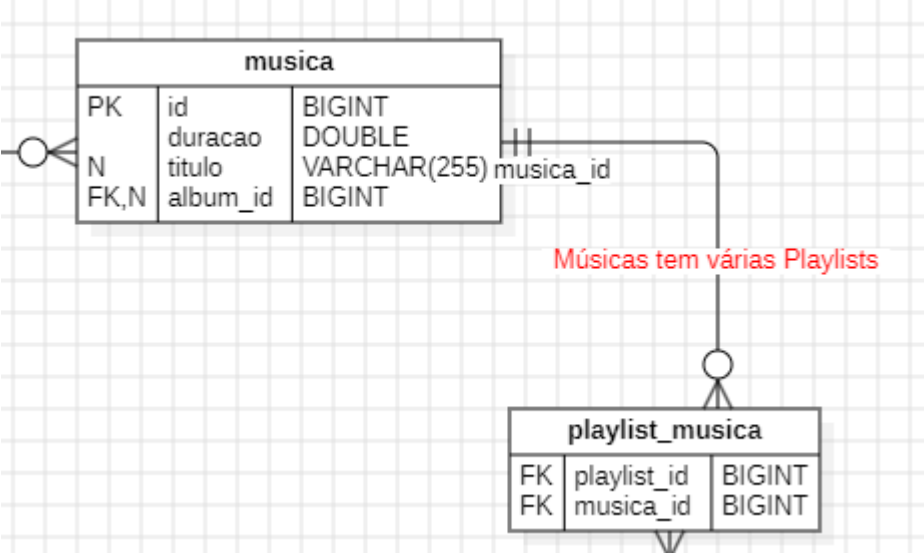 musica
PK id BIGINT
duracao DOUBLE
N titulo VARCHAR(255) musica_id
FK,N album_id BIGINT
Músicas tem várias Playlists
playlist_musica
FK playlist_id BIGINT
FK musica_id BIGINT